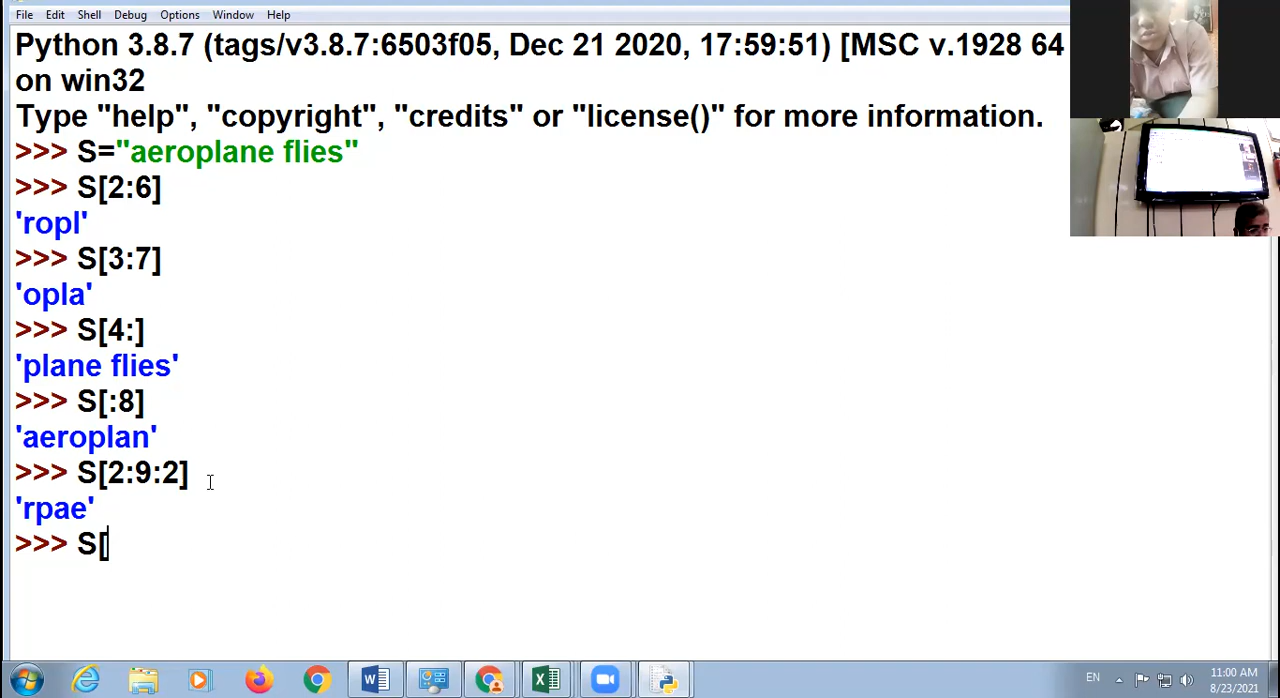 File Edit Shell Debug Options Window Help
Python 3.8.7 (tags/v3.8.7:6503f05, Dec 21 2020, 17:59:51) [MSC v.1928 64
on win32
Type "help", "copyright", "credits" or "license()" for more information.
>>> S="aeroplane flies"
>>> S[2:6]
'ropl'
>>> S[3:7]
'opla'
>>> S[4:]
'plane flies'
>>> S[:8]
'aeroplan'
>>> S[2:9:2]
'rpae'
>>> S[
EN
11:00 AM
8/23/2021